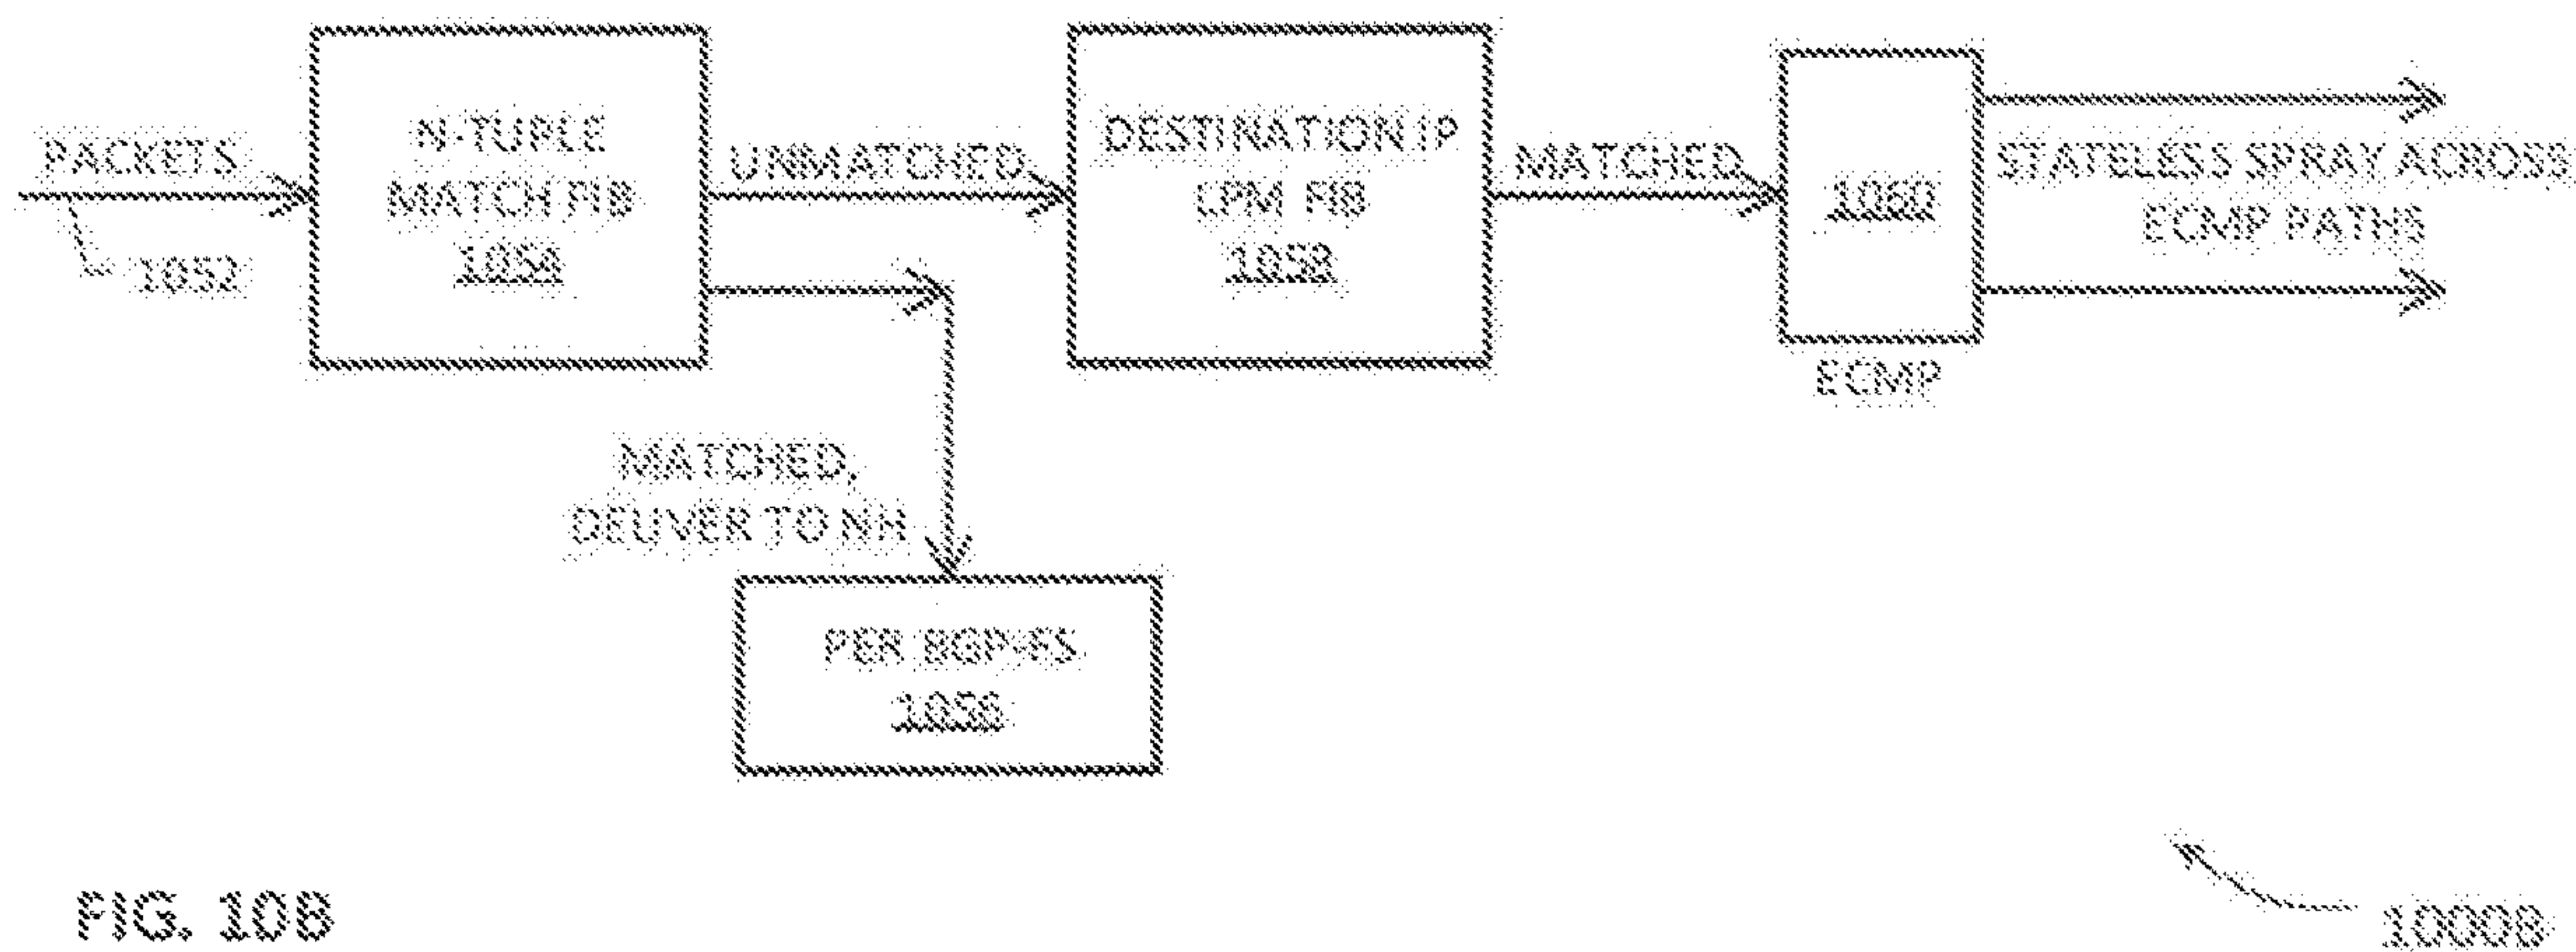 PACKETS
1052
N-TUPLE
MATCH FIB
1054
UNMATCHED
MATCHED,
DELIVER TO NH
PER BGP-FS
1056
DESTINATION IP
LPM FIB
1058
MATCHED
1060
ECMP
STATELESS SPRAY ACROSS
ECMP PATHS
FIG. 10B
1000B